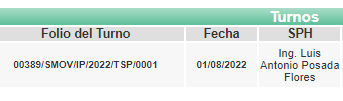 Turnos
Folio del Turno Fecha SPH
00389/SMOV/IP/2022/TSP/0001 01/08/2022 Ing. Luis
Antonio Posada
Flores